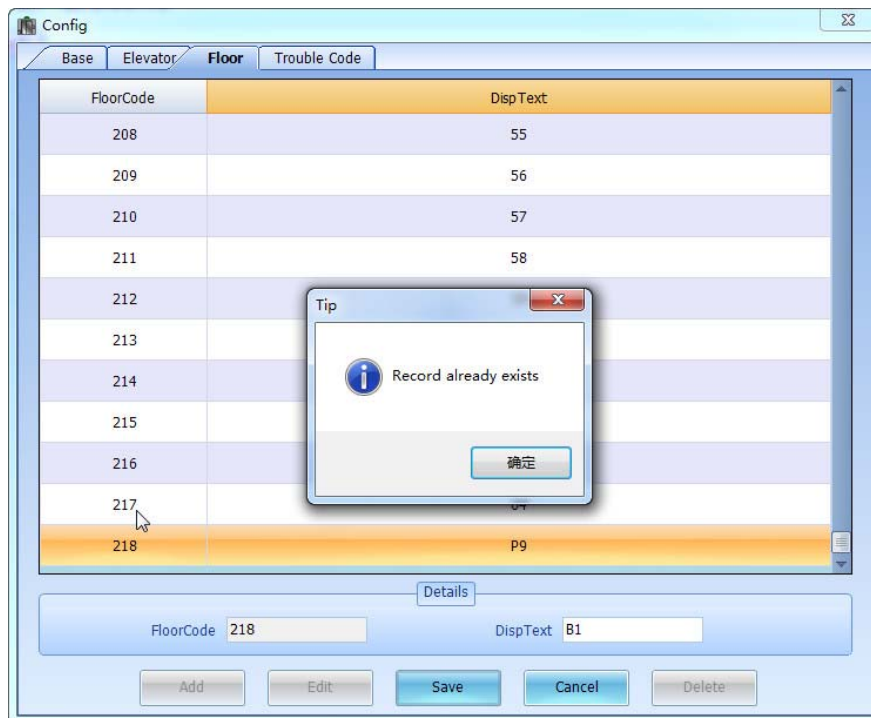 Config
Base Elevator Floor Trouble Code
FloorCode DispText
208 55
209 56
210 57
211 58
212
213
214
215
216
217 64
218 P9
Tip
Record already exists
确定
Details
FloorCode 218 DispText B1
Add Edit Save Cancel Delete